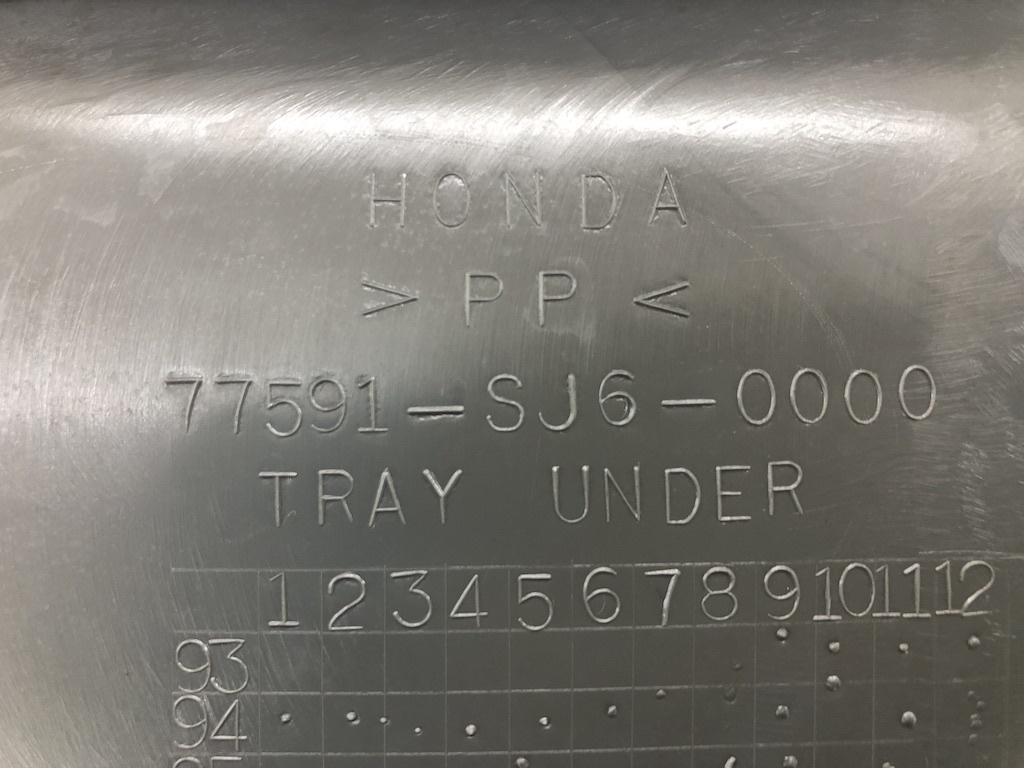 HONDA
>PP<
77591-SJ6-0000
TRAY UNDER
1 2 3 4 5 6 7 8 9 10 11 12
93
94